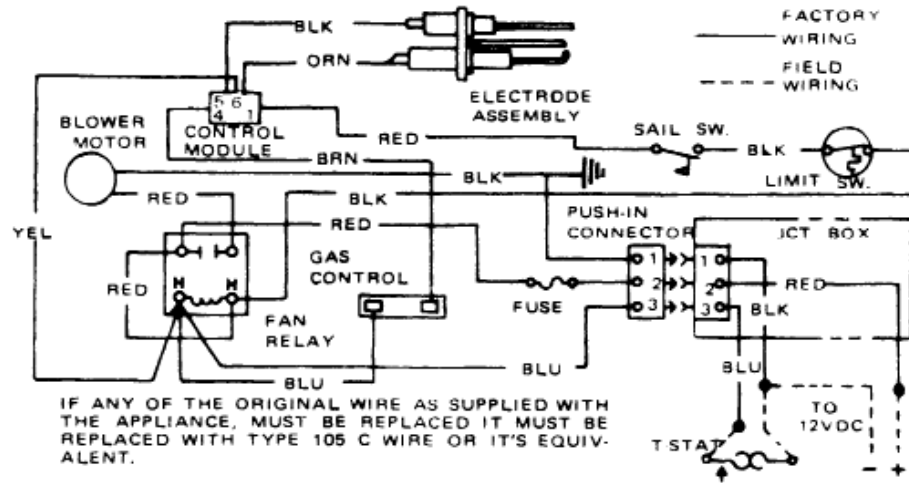 FACTORY
WIRING
FIELD
WIRING
BLK
ORN
ELECTRODE
ASSEMBLY
5 6
4 1
CONTROL
MODULE
BLOWER
MOTOR
RED
SAIL SW.
BLK
LIMIT SW.
BRN
BLK
RED
BLK
YEL
RED
PUSH-IN
CONNECTOR
JCT BOX
GAS
CONTROL
RED
H H
1 1
2 2
3 3
RED
FUSE
BLK
FAN
RELAY
BLU
BLU
BLU
IF ANY OF THE ORIGINAL WIRE AS SUPPLIED WITH
THE APPLIANCE, MUST BE REPLACED IT MUST BE
REPLACED WITH TYPE 105 C WIRE OR IT'S EQUIV-
ALENT.
TO
12VDC
TSTAT
- +